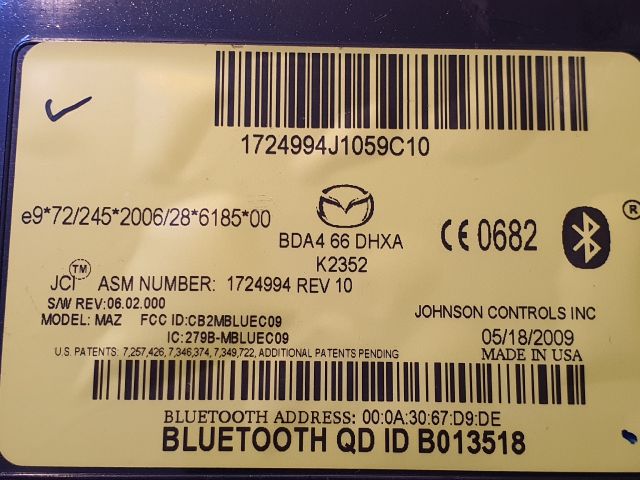 1724994J1059C10
e9*72/245*2006/28*6185*00
BDA4 66 DHXA
K2352
CE 0682
®
JCI™ ASM NUMBER: 1724994 REV 10
S/W REV:06.02.000
MODEL: MAZ FCC ID:CB2MBLUEC09
IC:279B-MBLUEC09
JOHNSON CONTROLS INC
05/18/2009
MADE IN USA
U.S. PATENTS: 7,257,426, 7,346,374, 7,349,722, ADDITIONAL PATENTS PENDING
BLUETOOTH ADDRESS: 00:0A:30:67:D9:DE
BLUETOOTH QD ID B013518